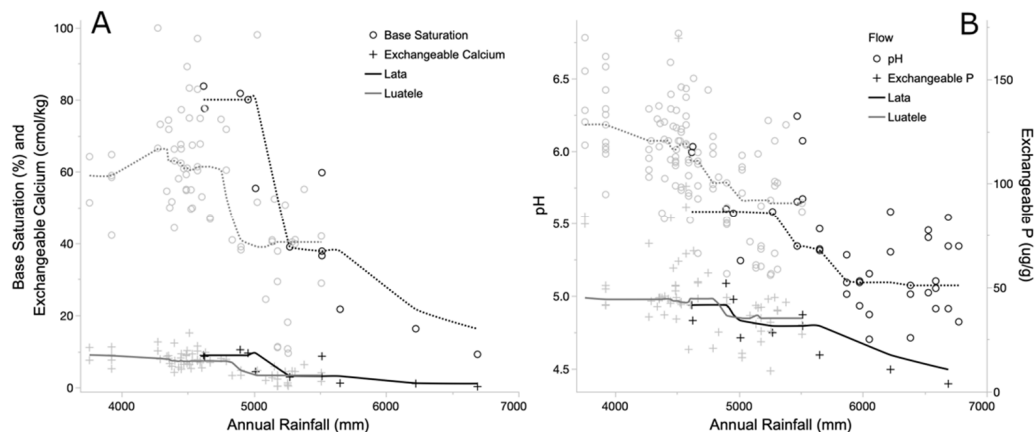 A
Base Saturation
Exchangeable Calcium
Lata
Luatele
Base Saturation (%) and
Exchangeable Calcium (cmol/kg)
100
80
60
40
20
0
4000 5000 6000 7000
Annual Rainfall (mm)
B
Flow
pH
Exchangeable P
Lata
Luatele
pH
6.5
6.0
5.5
5.0
4.5
Exchangeable P (ug/g)
150
100
50
0
4000 5000 6000 7000
Annual Rainfall (mm)